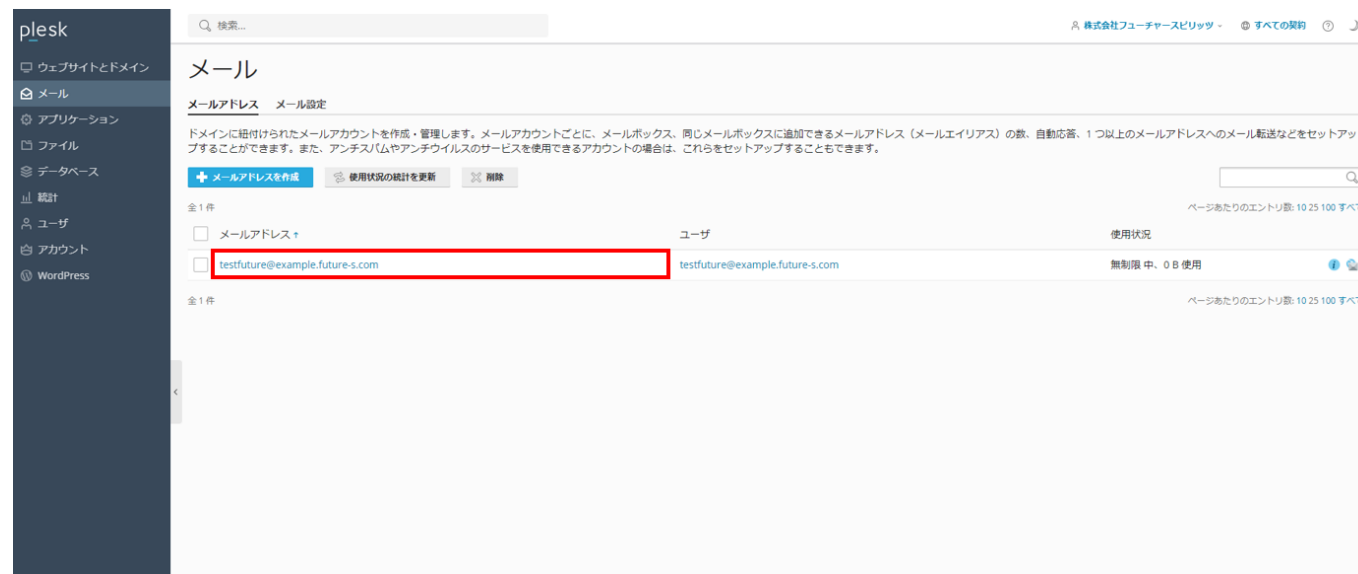 plesk
検索...
株式会社フューチャースピリッツ
すべての契約
ウェブサイトとドメイン
メール
アプリケーション
ファイル
データベース
統計
ユーザ
アカウント
WordPress
メール
メールアドレス メール設定
ドメインに紐付けられたメールアカウントを作成・管理します。メールアカウントごとに、メールボックス、同じメールボックスに追加できるメールアドレス（メールエイリアス）の数、自動応答、1 つ以上のメールアドレスへのメール転送などをセットアッ
プすることができます。また、アンチスパムやアンチウイルスのサービスを使用できるアカウントの場合は、これらをセットアップすることもできます。
メールアドレスを作成 使用状況の統計を更新 削除
全 1 件 ページあたりのエントリ数: 10 25 100 すべ
メールアドレス ↑ ユーザ 使用状況
testfuture@example.future-s.com testfuture@example.future-s.com 無制限 中、0 B 使用
全 1 件 ページあたりのエントリ数: 10 25 100 すべ